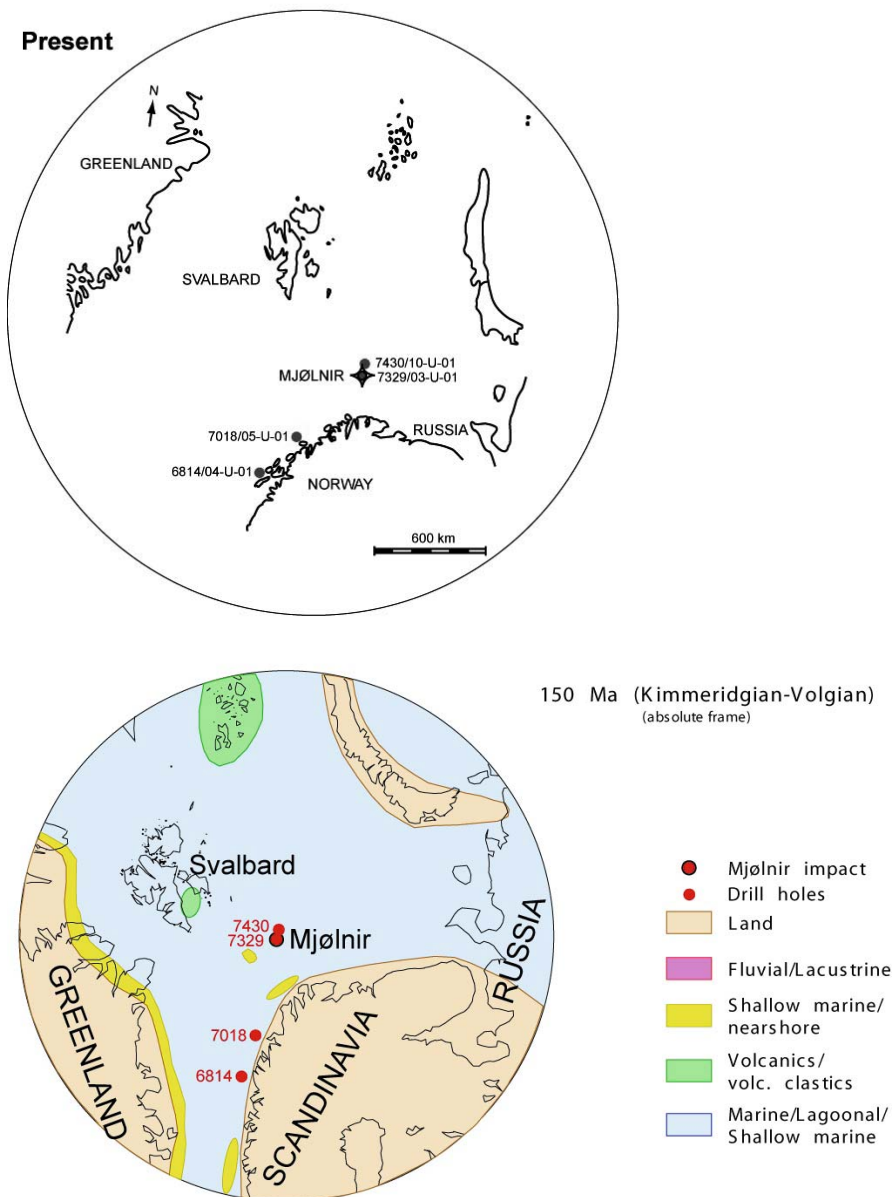 Present
N
GREENLAND
SVALBARD
7430/10-U-01
MJØLNIR
7329/03-U-01
7018/05-U-01
RUSSIA
6814/04-U-01
NORWAY
600 km
150 Ma (Kimmeridgian-Volgian)
(absolute frame)
Svalbard
7430
7329
Mjølnir
GREENLAND
RUSSIA
7018
6814
SCANDINAVIA
Mjølnir impact
Drill holes
Land
Fluvial/Lacustrine
Shallow marine/
nearshore
Volcanics/
volc. clastics
Marine/Lagoonal/
Shallow marine